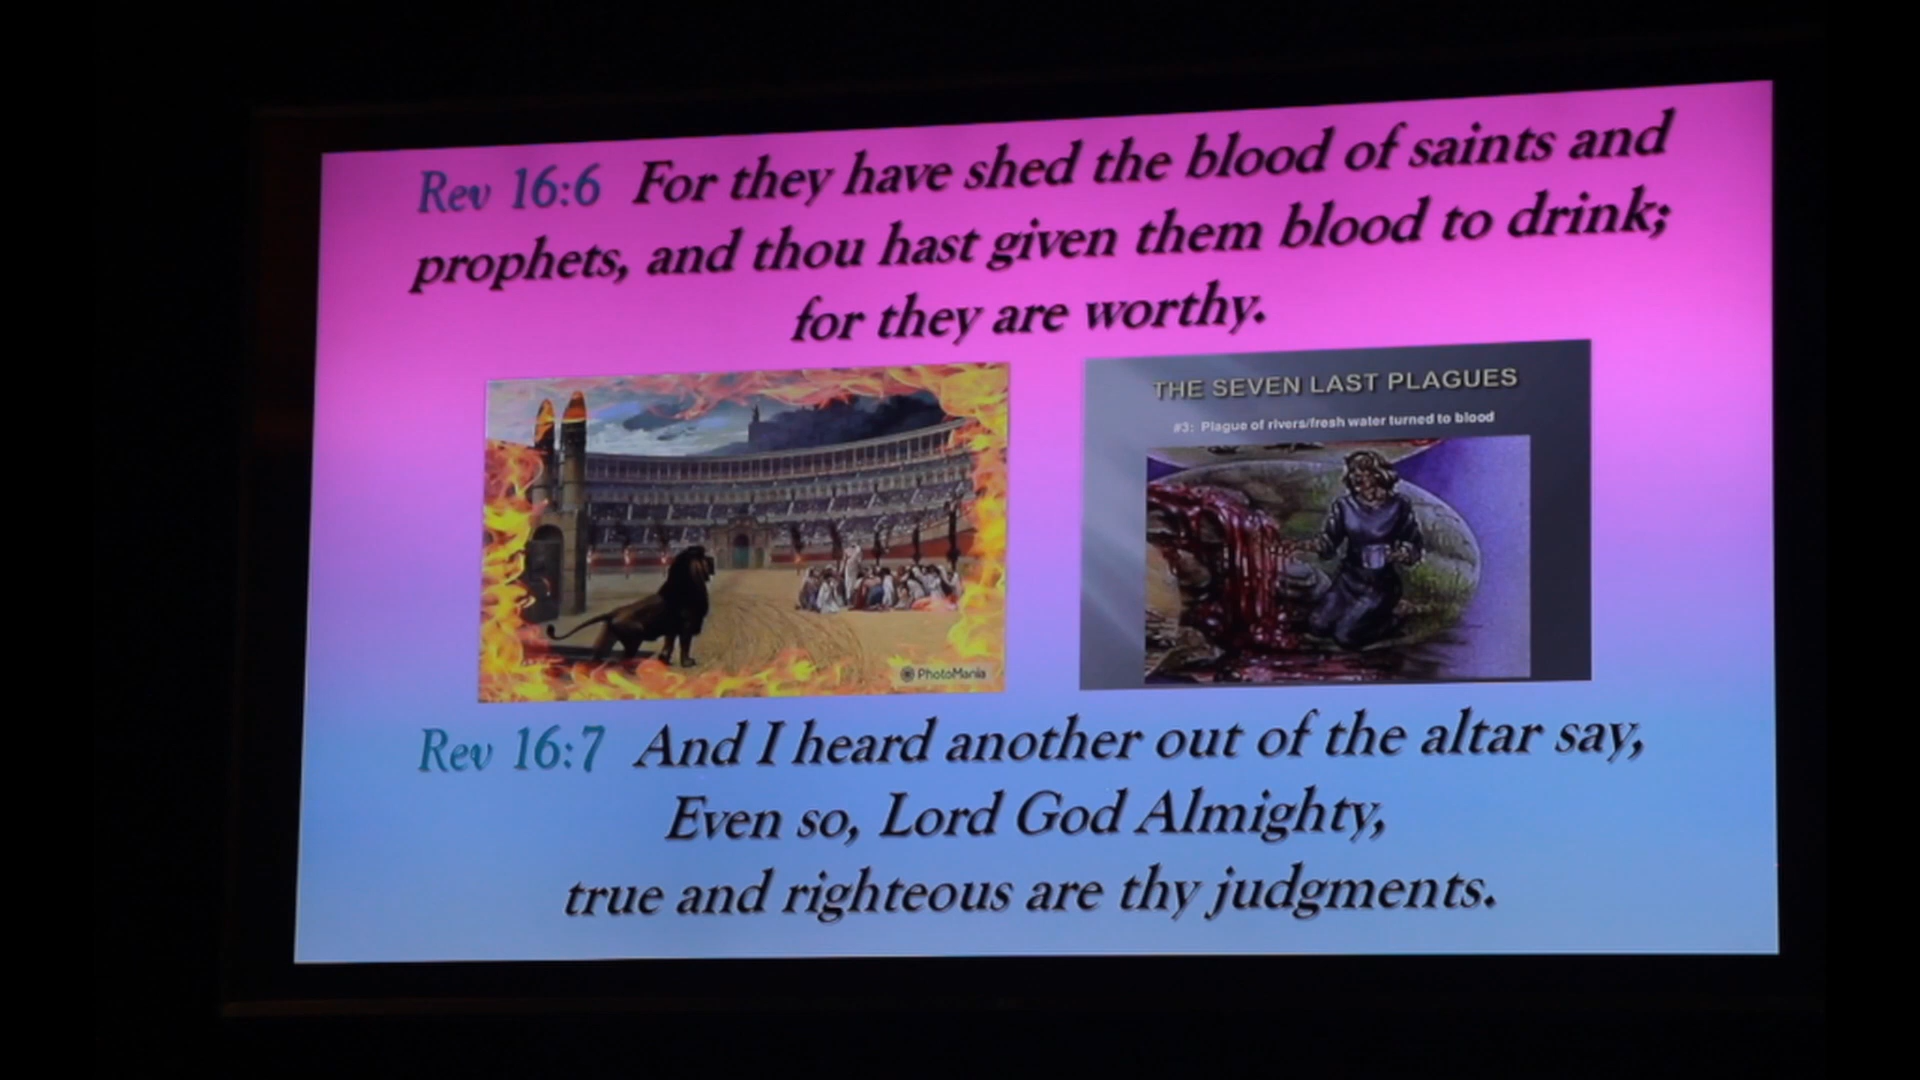 Rev 16:6 For they have shed the blood of saints and
prophets, and thou hast given them blood to drink;
for they are worthy.
THE SEVEN LAST PLAGUES
#3: Plague of rivers/fresh water turned to blood
PhotoMania
Rev 16:7 And I heard another out of the altar say,
Even so, Lord God Almighty,
true and righteous are thy judgments.